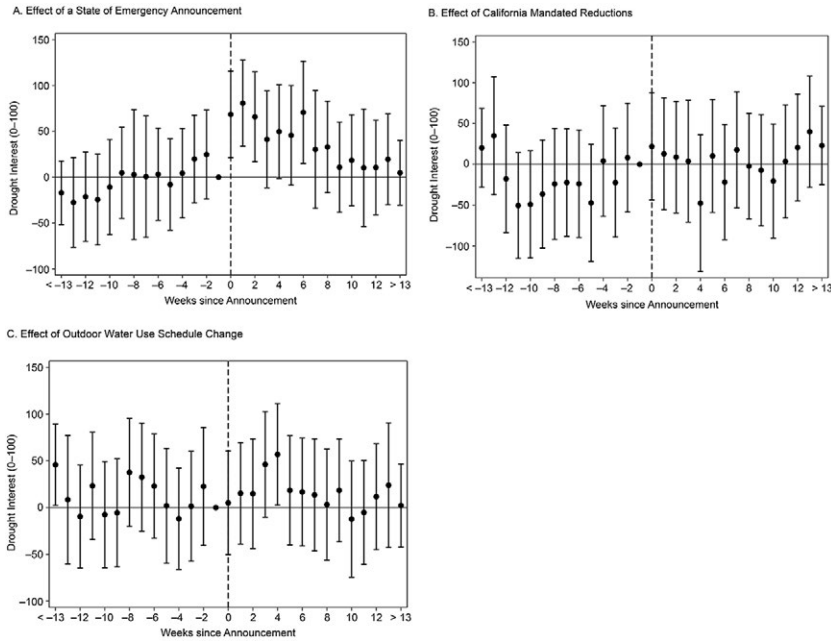 A. Effect of a State of Emergency Announcement
150
100
50
0
−50
−100
Drought Interest (0–100)
< −13 −12 −10 −8 −6 −4 −2 0 2 4 6 8 10 12 > 13
Weeks since Announcement
B. Effect of California Mandated Reductions
150
100
50
0
−50
−100
Drought Interest (0–100)
< −13 −12 −10 −8 −6 −4 −2 0 2 4 6 8 10 12 > 13
Weeks since Announcement
C. Effect of Outdoor Water Use Schedule Change
150
100
50
0
−50
−100
Drought Interest (0–100)
< −13 −12 −10 −8 −6 −4 −2 0 2 4 6 8 10 12 > 13
Weeks since Announcement